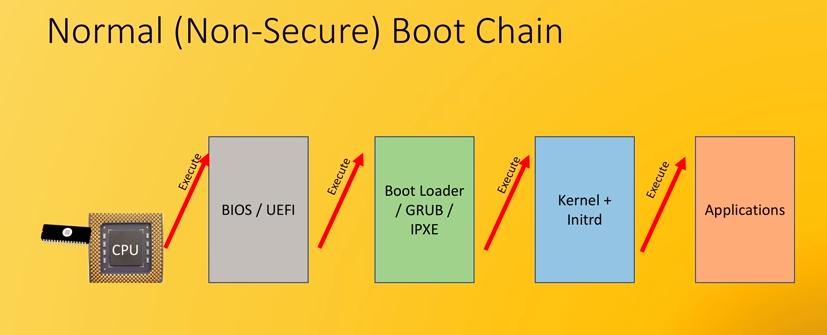 Normal (Non-Secure) Boot Chain
Execute
Execute
Execute
Execute
CPU
BIOS / UEFI
Boot Loader
/ GRUB /
IPXE
Kernel +
Initrd
Applications